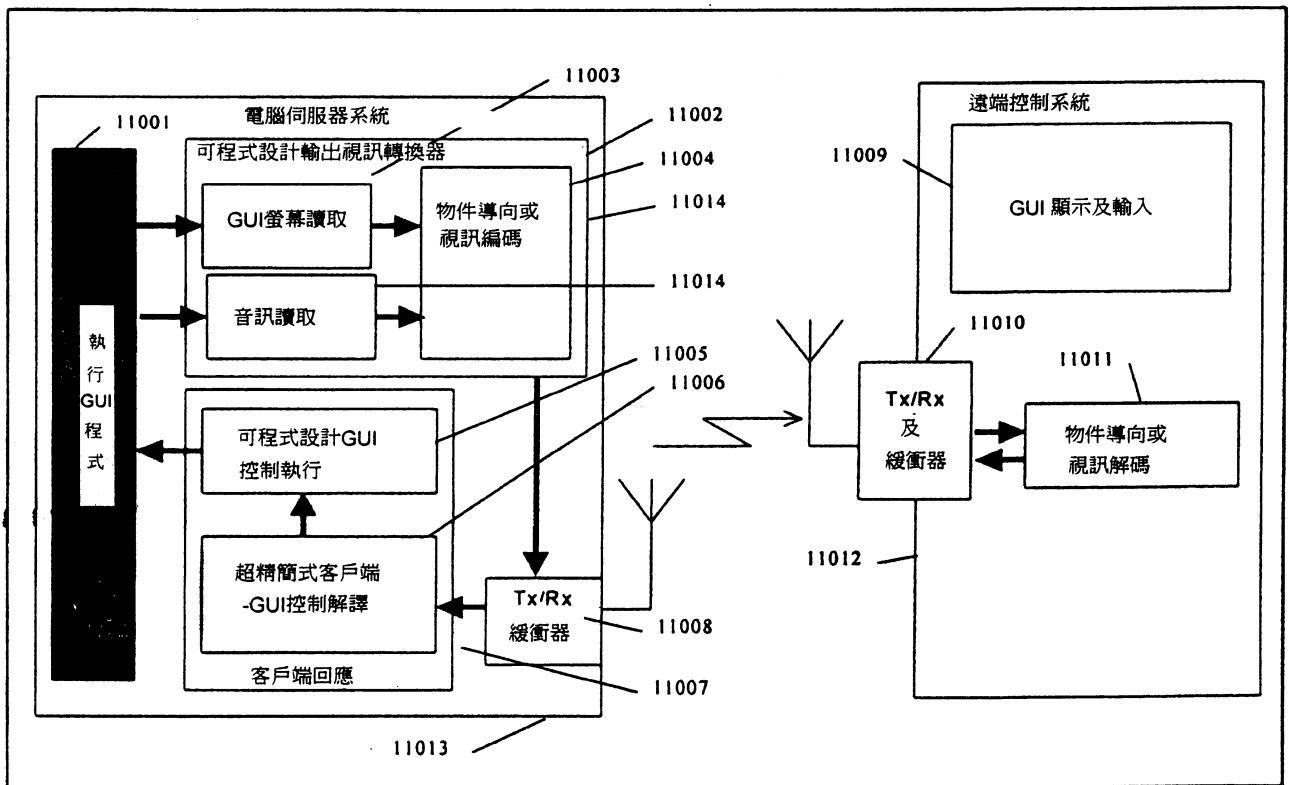 11003
電腦伺服器系統
11001
11002
可程式設計輸出視訊轉換器
11004
GUI螢幕讀取
物件導向或
視訊編碼
11014
音訊讀取
11014
執
行
GUI
程
式
11005
11006
可程式設計GUI
控制執行
超精簡式客戶端
-GUI控制解譯
客戶端回應
Tx/Rx
緩衝器
11008
11007
11013
遠端控制系統
11009
GUI 顯示及輸入
11010
Tx/Rx
及
緩衝器
11011
物件導向或
視訊解碼
11012